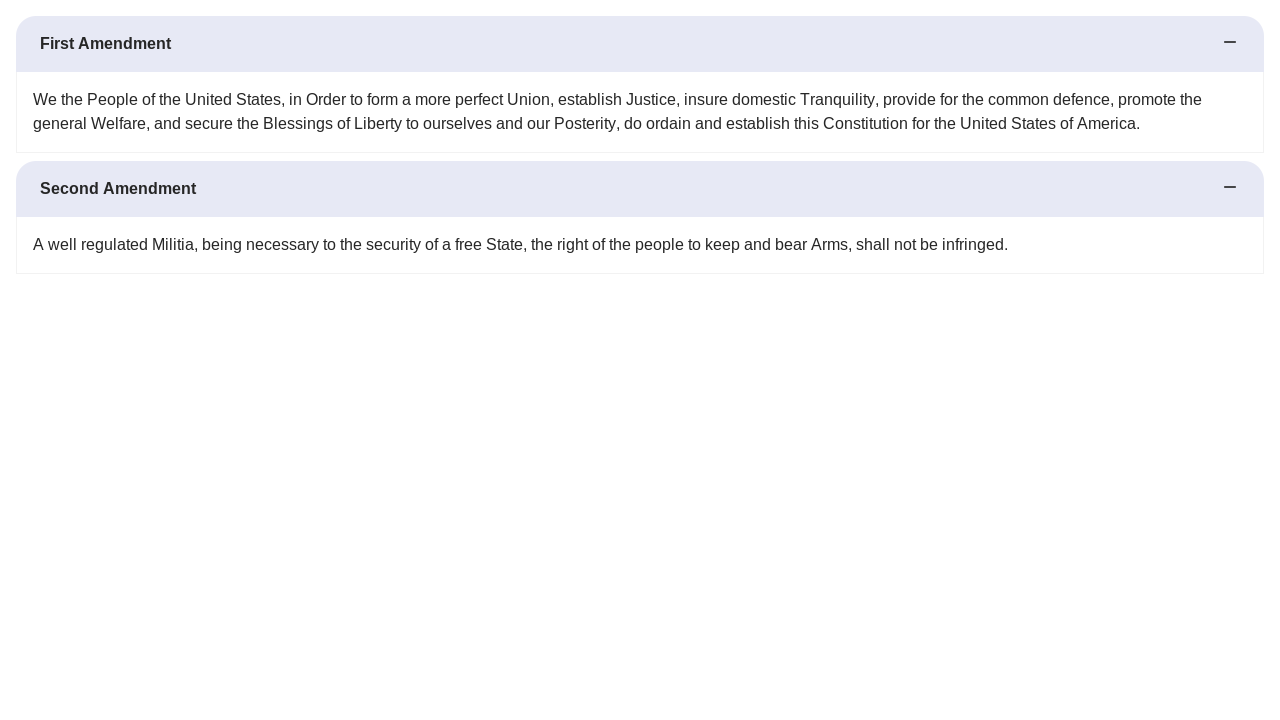 First Amendment
We the People of the United States, in Order to form a more perfect Union, establish Justice, insure domestic Tranquility, provide for the common defence, promote the
general Welfare, and secure the Blessings of Liberty to ourselves and our Posterity, do ordain and establish this Constitution for the United States of America.
Second Amendment
A well regulated Militia, being necessary to the security of a free State, the right of the people to keep and bear Arms, shall not be infringed.